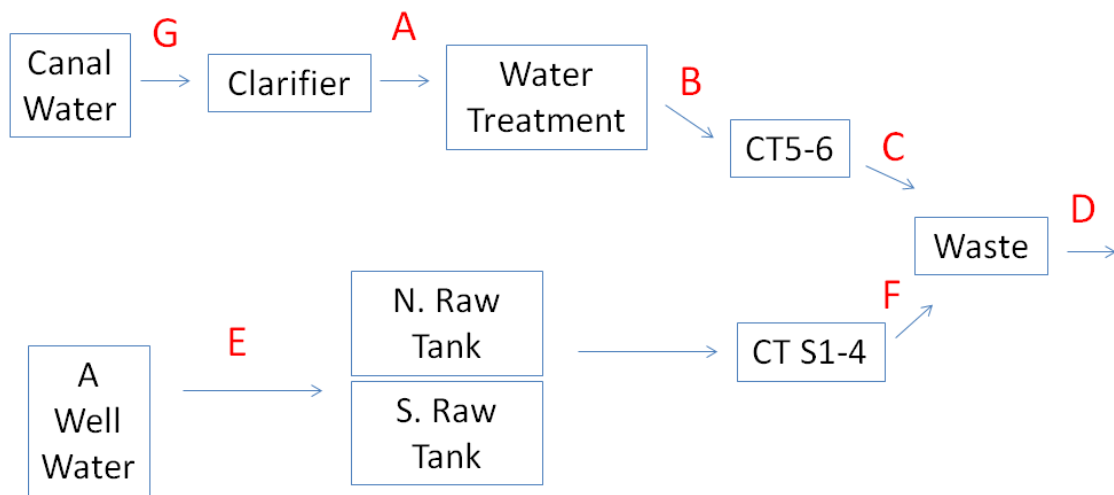 G
A
Canal
Water
Clarifier
Water
Treatment
B
CT5-6
C
Waste
D
N. Raw
Tank
E
F
A
Well
Water
S. Raw
Tank
CT S1-4